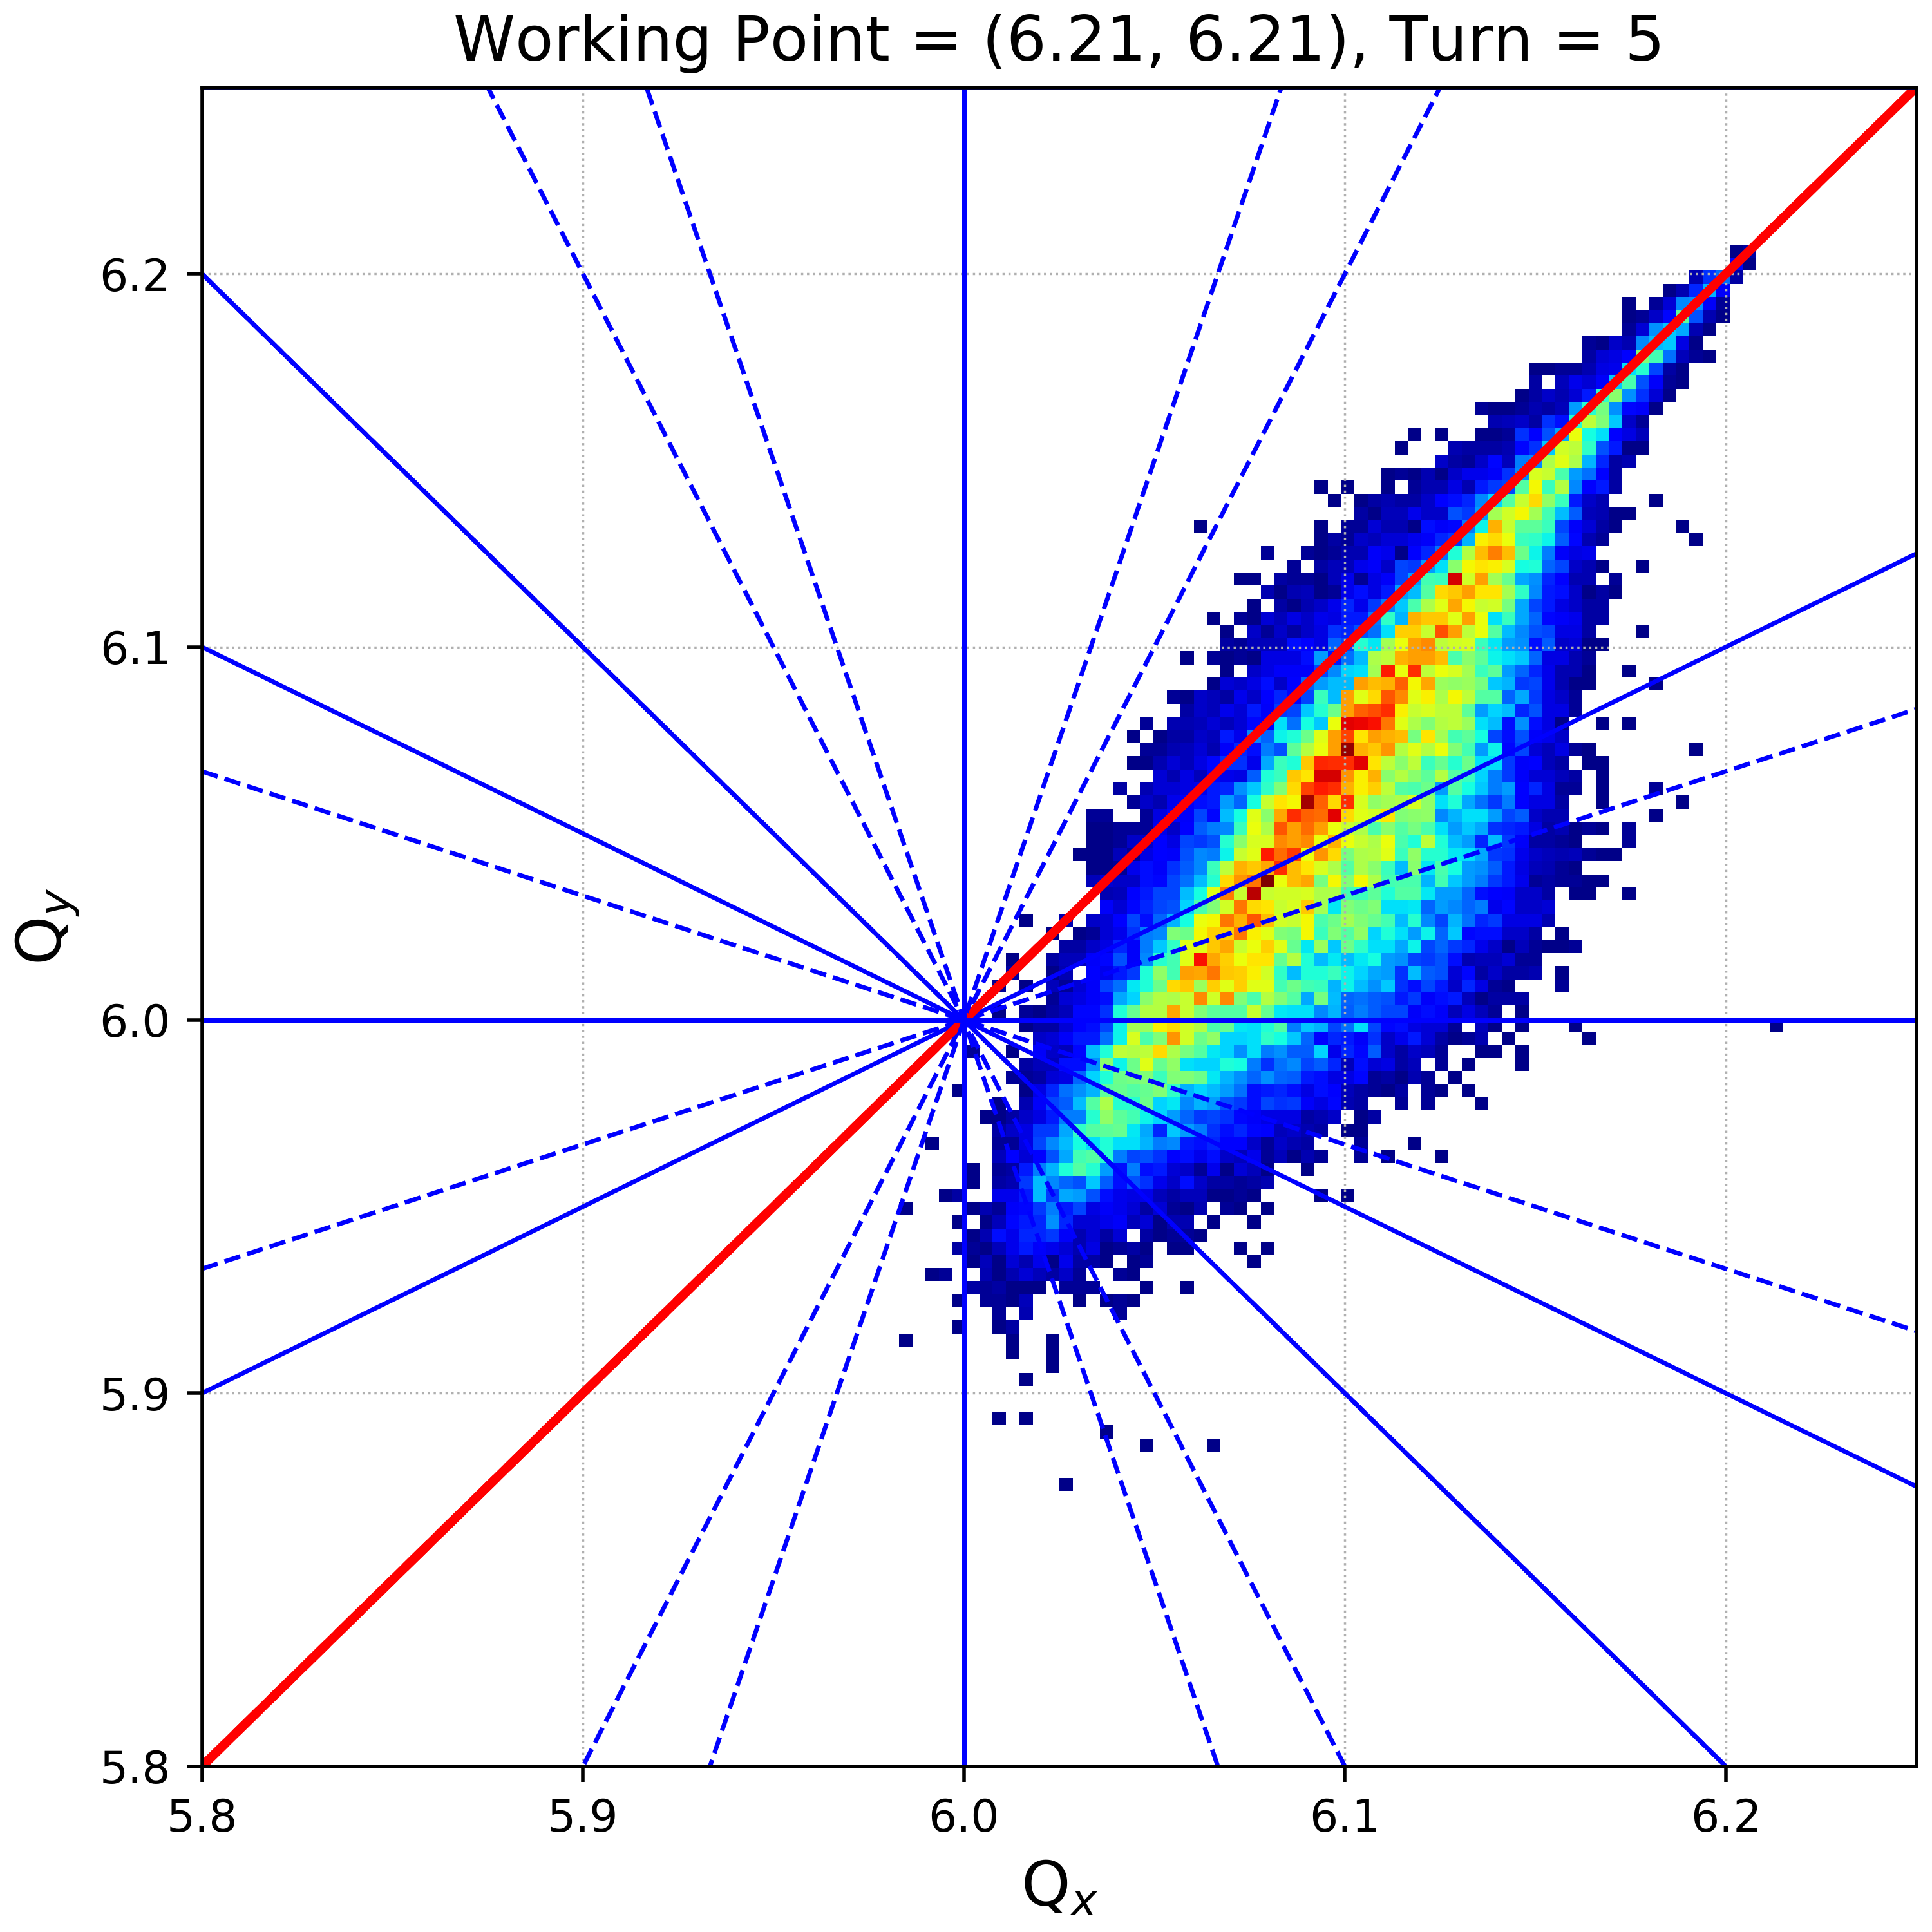 Working Point = (6.21, 6.21), Turn = 5
6.2
6.1
6.0
5.9
5.8
Qy
5.8 5.9 6.0 6.1 6.2
Qx